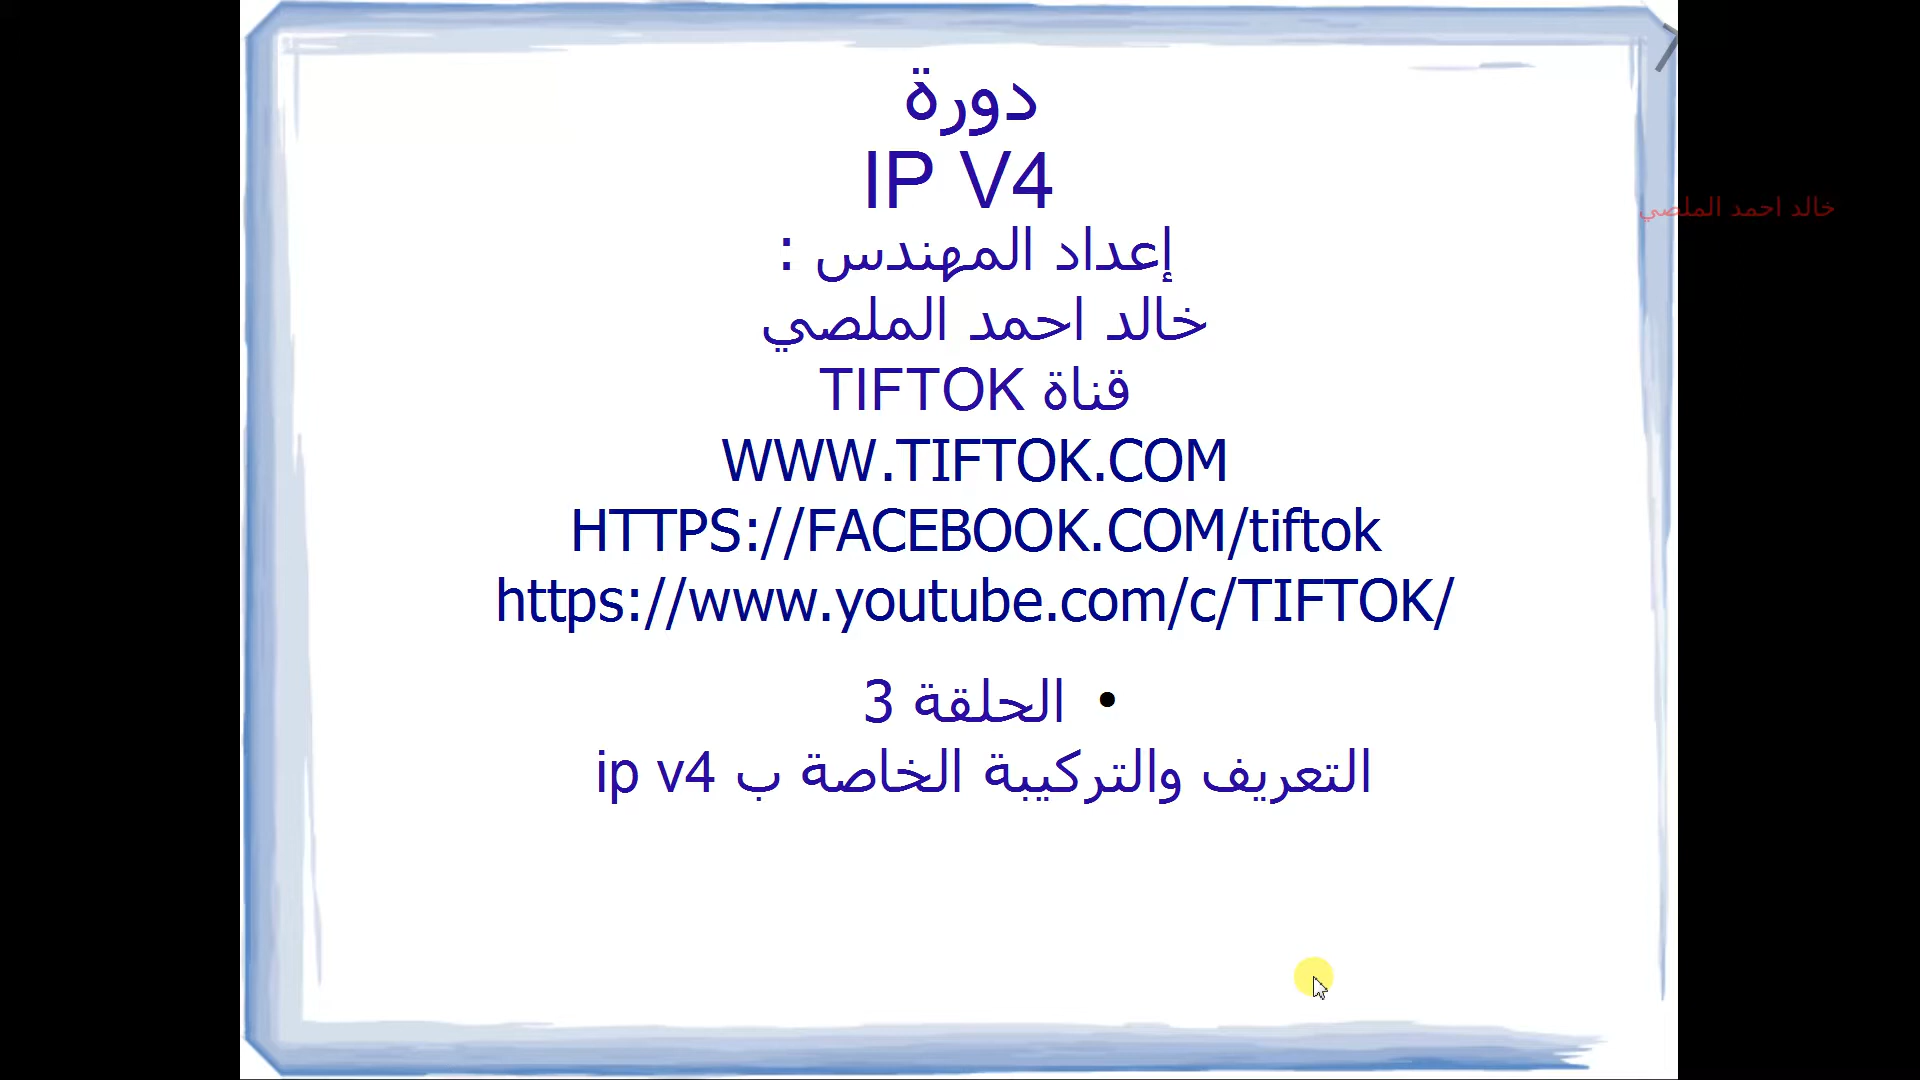 دورة
IP V4
إعداد المهندس :
خالد احمد الملصي
قناة TIFTOK
WWW.TIFTOK.COM
HTTPS://FACEBOOK.COM/tiftok
https://www.youtube.com/c/TIFTOK/
• الحلقة 3
التعريف والتركيبة الخاصة ب ip v4
خالد احمد الملصي